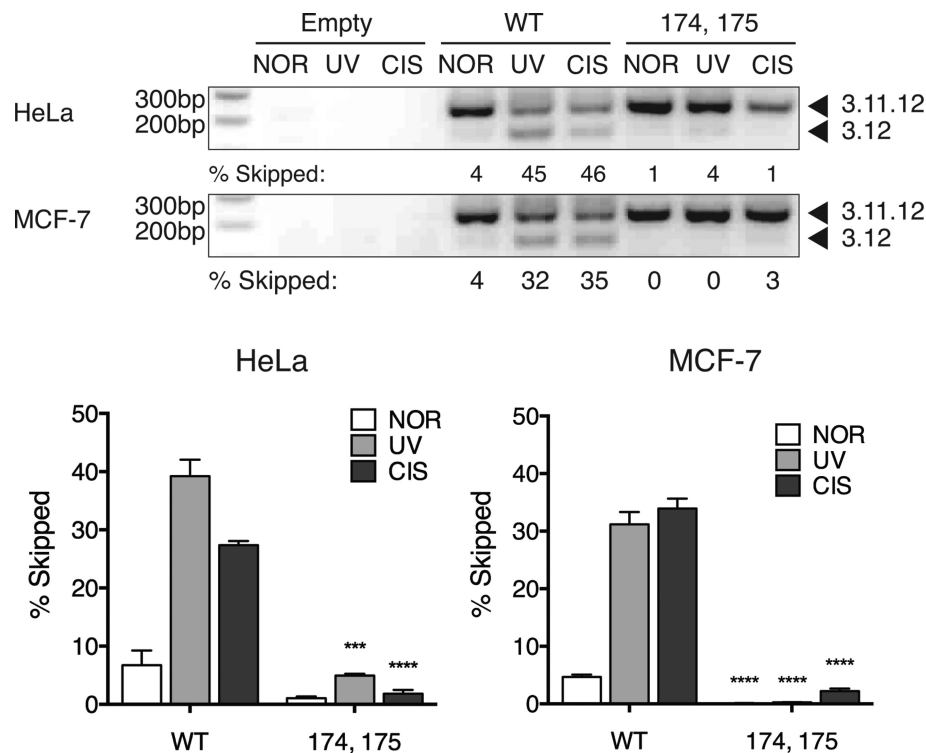 Empty WT 174, 175
NOR UV CIS NOR UV CIS NOR UV CIS
HeLa 300bp 3.11.12
200bp 3.12
% Skipped: 4 45 46 1 4 1
MCF-7 300bp 3.11.12
200bp 3.12
% Skipped: 4 32 35 0 0 3
HeLa MCF-7
50 NOR 50 NOR
UV UV
40 CIS 40 CIS
30 30
20 20
10 *** **** 10 **** **** ****
0 0
% Skipped % Skipped
WT 174, 175 WT 174, 175